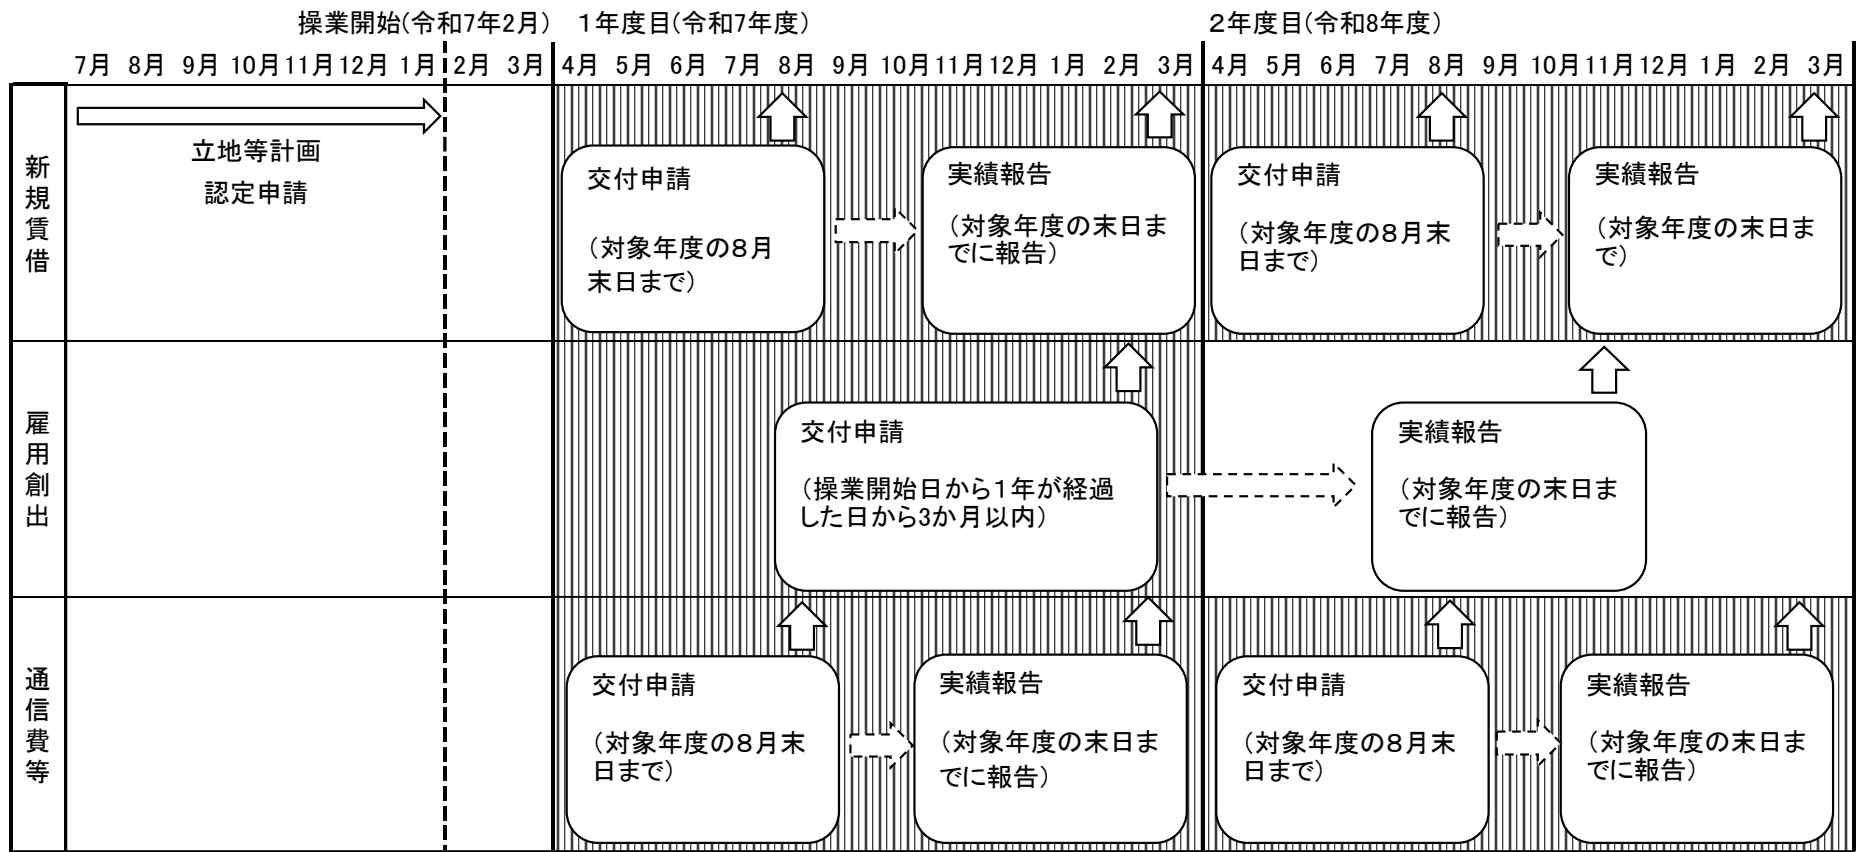 操業開始(令和7年2月) 1年度目(令和7年度) 2年度目(令和8年度)
7月 8月 9月 10月 11月 12月 1月 2月 3月 4月 5月 6月 7月 8月 9月 10月 11月 12月 1月 2月 3月 4月 5月 6月 7月 8月 9月 10月 11月 12月 1月 2月 3月
新規賃借
立地等計画
認定申請
交付申請
(対象年度の8月
末日まで)
実績報告
(対象年度の末日ま
でに報告)
交付申請
(対象年度の8月末
日まで)
実績報告
(対象年度の末日ま
で)
雇用創出
交付申請
(操業開始日から1年が経過
した日から3か月以内)
実績報告
(対象年度の末日ま
でに報告)
通信費等
交付申請
(対象年度の8月末
日まで)
実績報告
(対象年度の末日ま
でに報告)
交付申請
(対象年度の8月末
日まで)
実績報告
(対象年度の末日ま
でに報告)